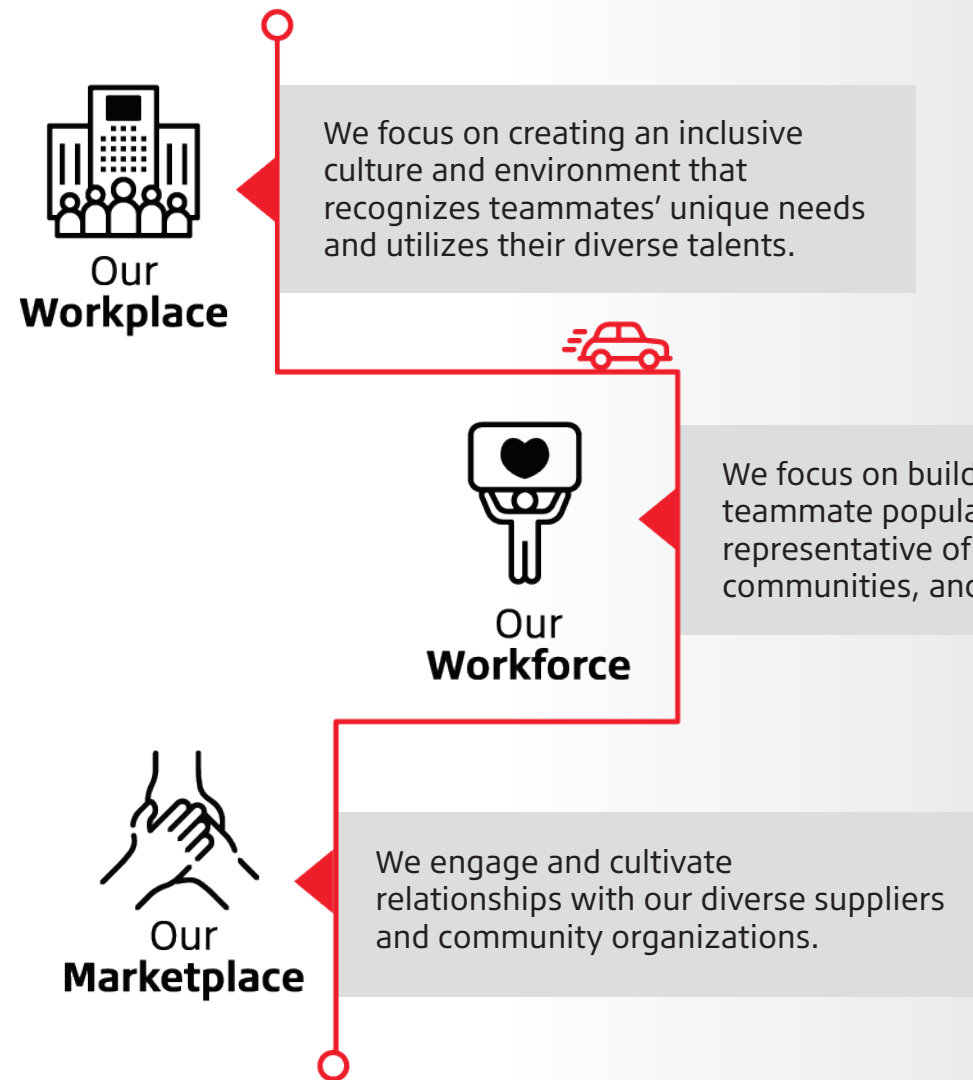 Our
Workplace
We focus on creating an inclusive
culture and environment that
recognizes teammates’ unique needs
and utilizes their diverse talents.
Our
Workforce
We focus on
teammate
representative of
communities,
Our
Marketplace
We engage and cultivate
relationships with our diverse suppliers
and community organizations.